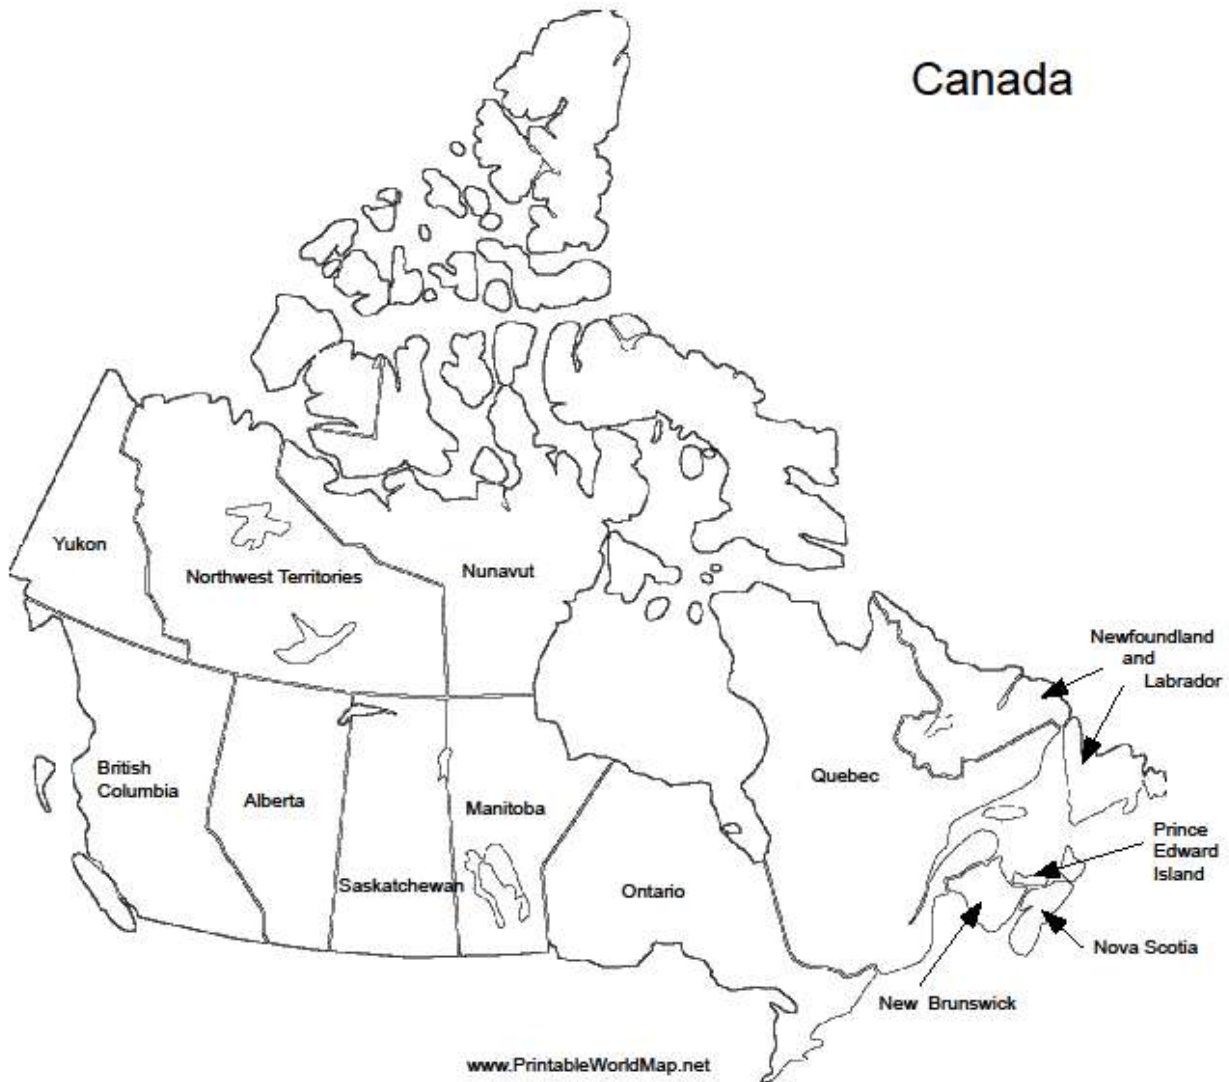 Canada
Yukon
Northwest Territories
Nunavut
Newfoundland
and
Labrador
British
Columbia
Alberta
Saskatchewan
Manitoba
Ontario
Quebec
Prince
Edward
Island
Nova Scotia
New Brunswick
www.PrintableWorldMap.net